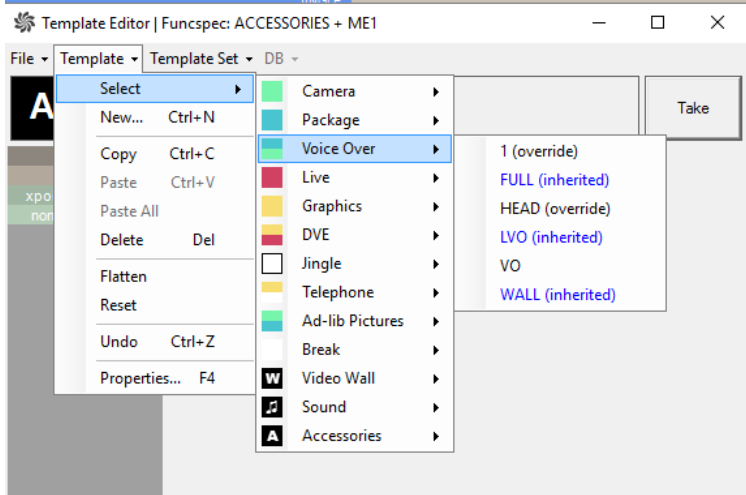 Template Editor | Funcspec: ACCESSORIES + ME1
File Template Template Set DB
Select
New... Ctrl+N
Copy Ctrl+C
Paste Ctrl+V
Paste All
Delete Del
Flatten
Reset
Undo Ctrl+Z
Properties... F4
Camera
Package
Voice Over
Live
Graphics
DVE
Jingle
Telephone
Ad-lib Pictures
Break
W Video Wall
Sound
A Accessories
1 (override)
FULL (inherited)
HEAD (override)
LVO (inherited)
VO
WALL (inherited)
A
Take
xpo
non